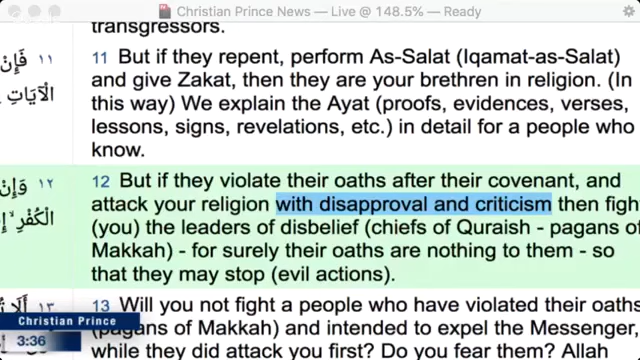 Christian Prince News — Live @ 148.5% — Ready
transgressors.
11 But if they repent, perform As-Salat (Iqamat-as-Salat)
and give Zakat, then they are your brethren in religion. (In
this way) We explain the Ayat (proofs, evidences, verses,
lessons, signs, revelations, etc.) in detail for a people who
know.
١١ فَإِن
الْآيَاتِ
12 But if they violate their oaths after their covenant, and
attack your religion with disapproval and criticism then fight
(you) the leaders of disbelief (chiefs of Quraish - pagans of
Makkah) - for surely their oaths are nothing to them - so
that they may stop (evil actions).
١٢ وَإِن
الْكُفْرِ
13 Will you not fight a people who have violated their oaths
(pagans of Makkah) and intended to expel the Messenger,
while they did attack you first? Do you fear them? Allah
١٣
Christian Prince
3:36